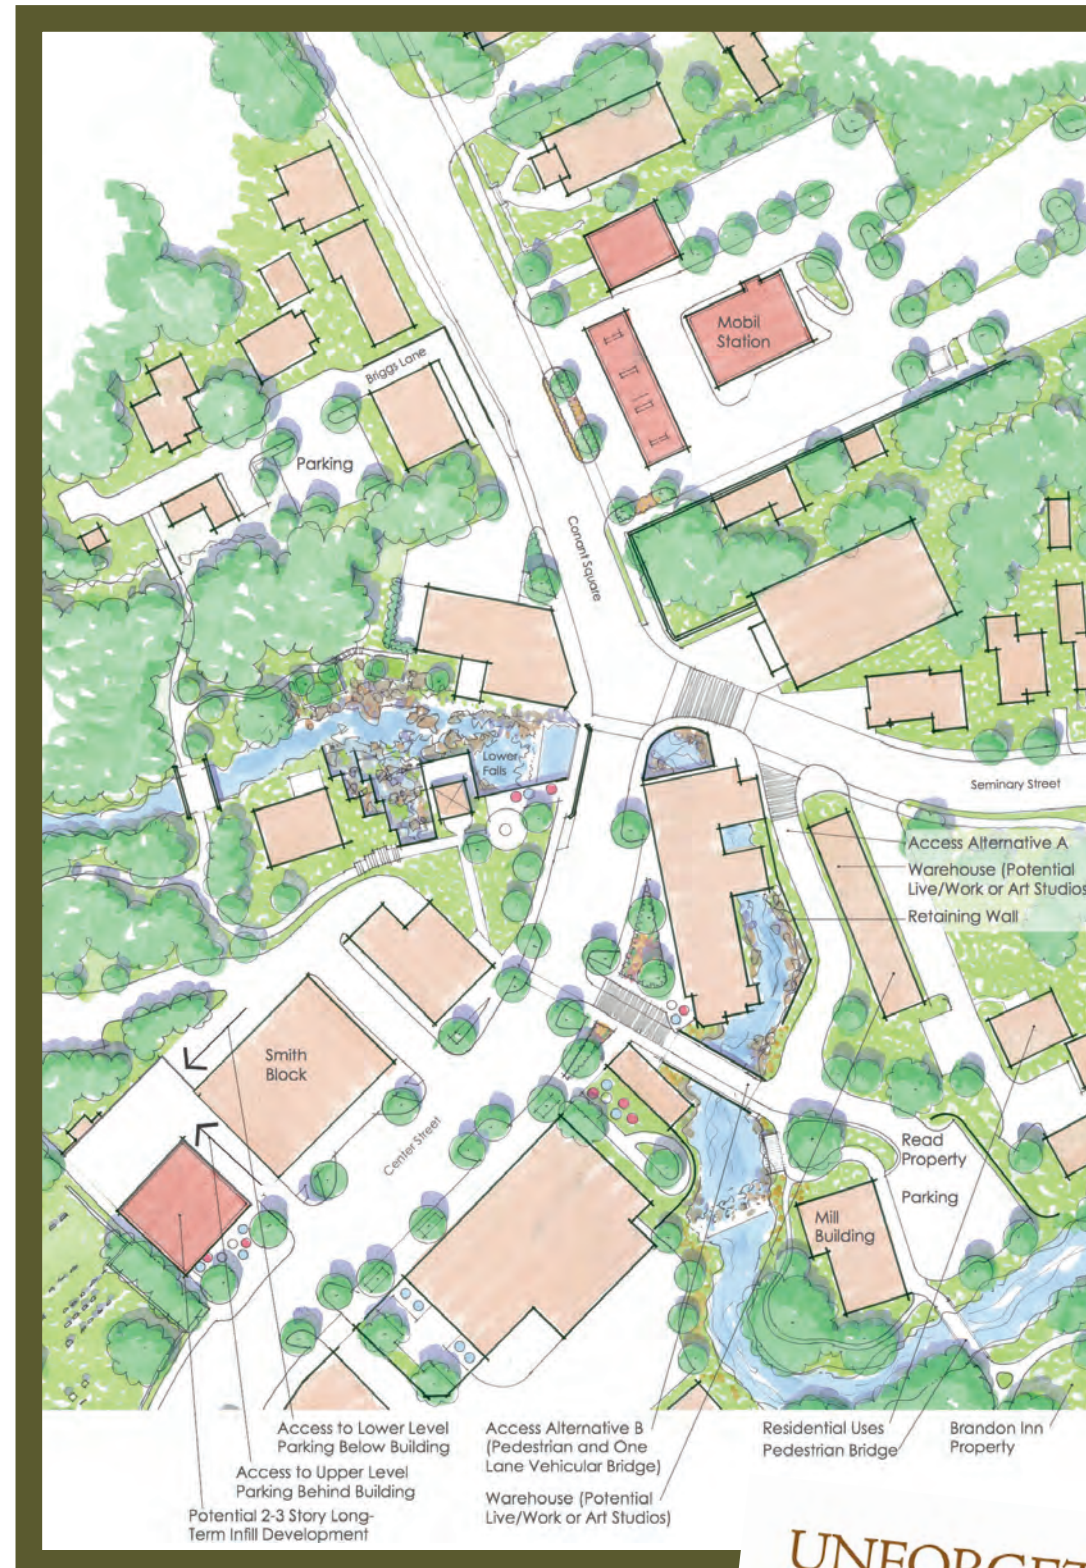 Mobil
Station
Briggs Lane
Parking
Conant Square
Lower
Falls
Seminary Street
Access Alternative A
Warehouse (Potential
Live/Work or Art Studios
Retaining Wall
Smith
Block
Center Street
Read
Property
Parking
Mill
Building
Access to Lower Level
Parking Below Building
Access to Upper Level
Parking Behind Building
Potential 2-3 Story Long-
Term Infill Development
Access Alternative B
(Pedestrian and One
Lane Vehicular Bridge)
Warehouse (Potential
Live/Work or Art Studios)
Residential Uses
Pedestrian Bridge
Brandon Inn
Property